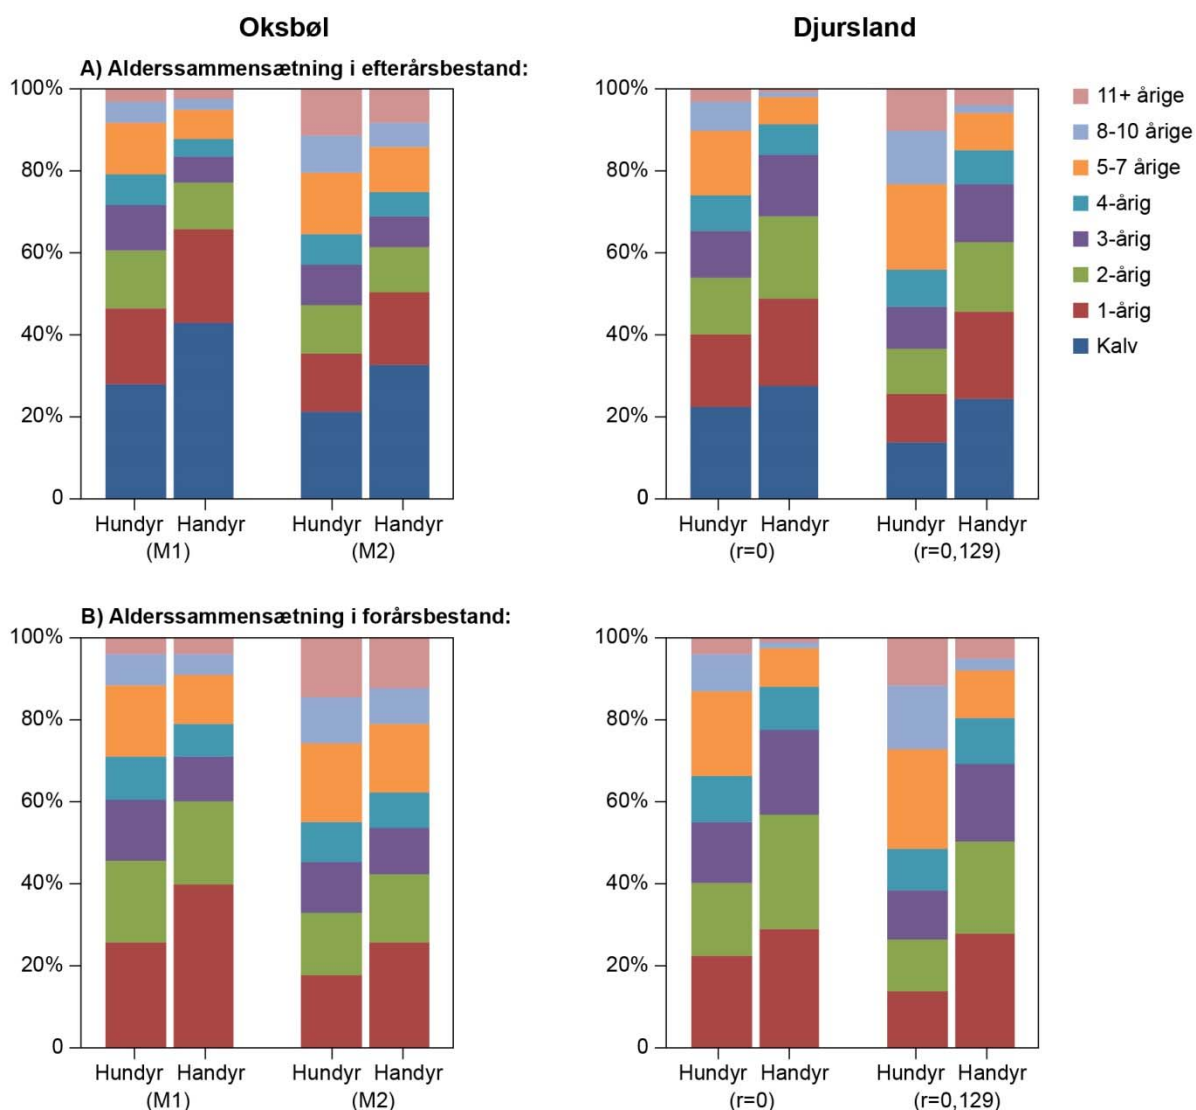 Oksbøl
Djursland
A) Alderssammensætning i efterårsbestand:
100%
80%
60%
40%
20%
0
Hundyr Handyr
(M1)
Hundyr Handyr
(M2)
100%
80%
60%
40%
20%
0
Hundyr Handyr
(r=0)
Hundyr Handyr
(r=0,129)
11+ årige
8-10 årige
5-7 årige
4-årig
3-årig
2-årig
1-årig
Kalv
B) Alderssammensætning i forårsbestand:
100%
80%
60%
40%
20%
0
Hundyr Handyr
(M1)
Hundyr Handyr
(M2)
100%
80%
60%
40%
20%
0
Hundyr Handyr
(r=0)
Hundyr Handyr
(r=0,129)